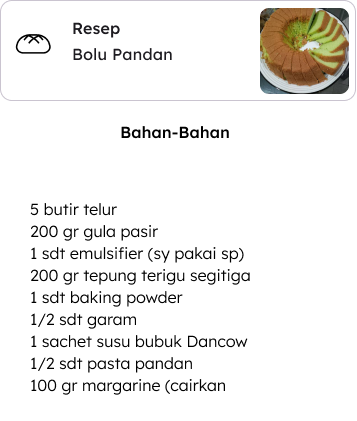 Resep
Bolu Pandan
Bahan-Bahan
5 butir telur
200 gr gula pasir
1 sdt emulsifier (sy pakai sp)
200 gr tepung terigu segitiga
1 sdt baking powder
1/2 sdt garam
1 sachet susu bubuk Dancow
1/2 sdt pasta pandan
100 gr margarine (cairkan